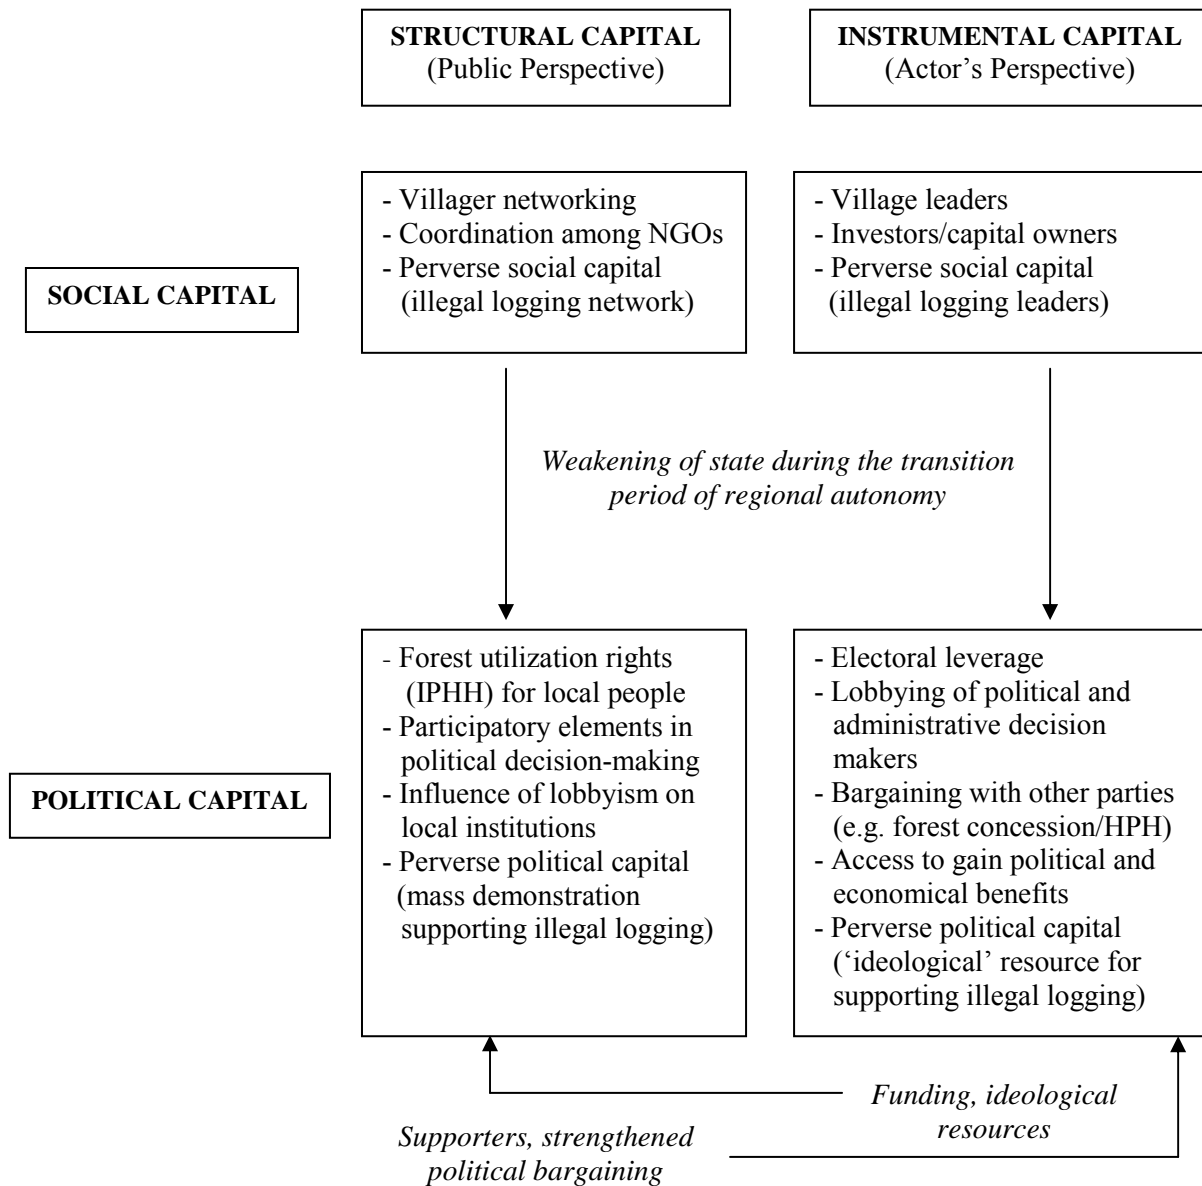 STRUCTURAL CAPITAL
(Public Perspective)
INSTRUMENTAL CAPITAL
(Actor’s Perspective)
SOCIAL CAPITAL
- Villager networking
- Coordination among NGOs
- Perverse social capital
(illegal logging network)
- Village leaders
- Investors/capital owners
- Perverse social capital
(illegal logging leaders)
Weakening of state during the transition
period of regional autonomy
POLITICAL CAPITAL
- Forest utilization rights
(IPHH) for local people
- Participatory elements in
political decision-making
- Influence of lobbyism on
local institutions
- Perverse political capital
(mass demonstration
supporting illegal logging)
- Electoral leverage
- Lobbying of political and
administrative decision
makers
- Bargaining with other parties
(e.g. forest concession/HPH)
- Access to gain political and
economical benefits
- Perverse political capital
(‘ideological’ resource for
supporting illegal logging)
Funding, ideological
resources
Supporters, strengthened
political bargaining